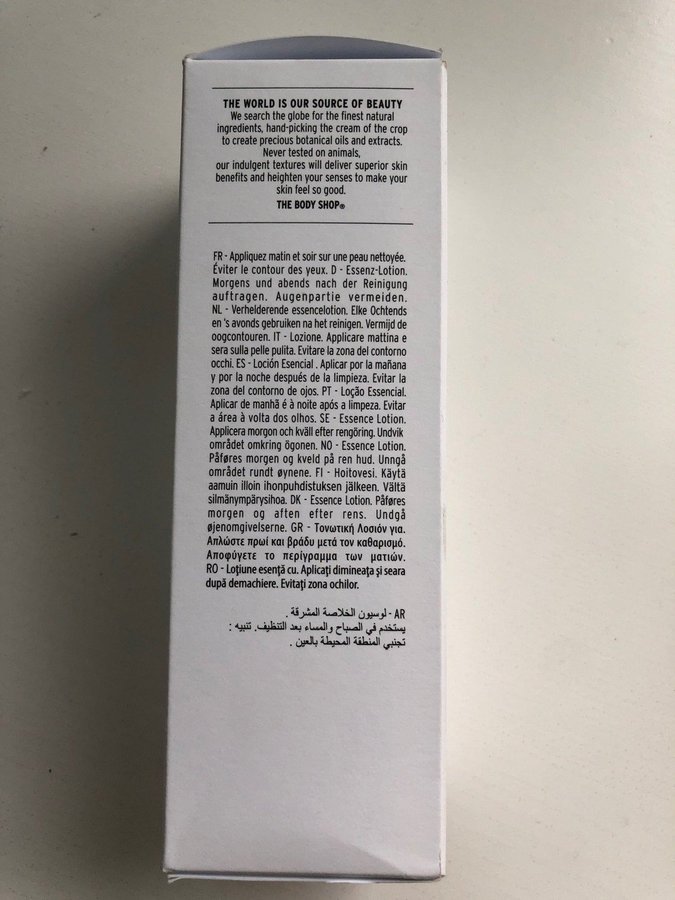 THE WORLD IS OUR SOURCE OF BEAUTY
We search the globe for the finest natural
ingredients, hand-picking the cream of the crop
to create precious botanical oils and extracts.
Never tested on animals,
our indulgent textures will deliver superior skin
benefits and heighten your senses to make your
skin feel so good.
THE BODY SHOP®
FR - Appliquez matin et soir sur une peau nettoyée.
Éviter le contour des yeux. D - Essenz-Lotion.
Morgens und abends nach der Reinigung
auftragen. Augenpartie vermeiden.
NL - Verhelderende essencelotion. Elke Ochtends
en 's avonds gebruiken na het reinigen. Vermijd de
oogcontouren. IT - Lozione. Applicare mattina e
sera sulla pelle pulita. Evitare la zona del contorno
occhi. ES - Loción Esencial . Aplicar por la mañana
y por la noche después de la limpieza. Evitar la
zona del contorno de ojos. PT - Loção Essencial.
Aplicar de manhã é à noite após a limpeza. Evitar
a área à volta dos olhos. SE - Essence Lotion.
Applicera morgon och kväll efter rengöring. Undvik
området omkring ögonen. NO - Essence Lotion.
Påføres morgen og kveld på ren hud. Unngå
området rundt øynene. FI - Hoitovesi. Käytä
aamuin illoin ihonpuhdistuksen jälkeen. Vältä
silmänympärysihoa. DK - Essence Lotion. Påføres
morgen og aften efter rens. Undgå
øjenomgivelserne. GR - Τονωτική Λοσιόν για.
Απλώστε πρωί και βράδυ μετά τον καθαρισμό.
Αποφύγετε το περίγραμμα των ματιών.
RO - Loţiune esenţă cu. Aplicaţi dimineaţa şi seara
după demachiere. Evitaţi zona ochilor.
AR - لوسيون الخلاصة المشرقة .
يستخدم في الصباح والمساء بعد التنظيف. تنبيه :
تجنبي المنطقة المحيطة بالعين .